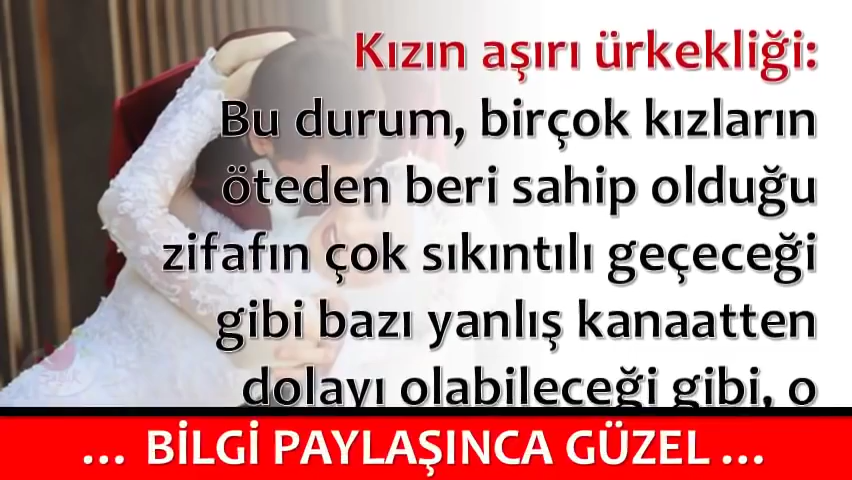 Kızın aşırı ürkekliği:
Bu durum, birçok kızların
öteden beri sahip olduğu
zifafın çok sıkıntılı geçeceği
gibi bazı yanlış kanaatten
dolayı olabileceği gibi, o
... BİLGİ PAYLAŞINCA GÜZEL ...